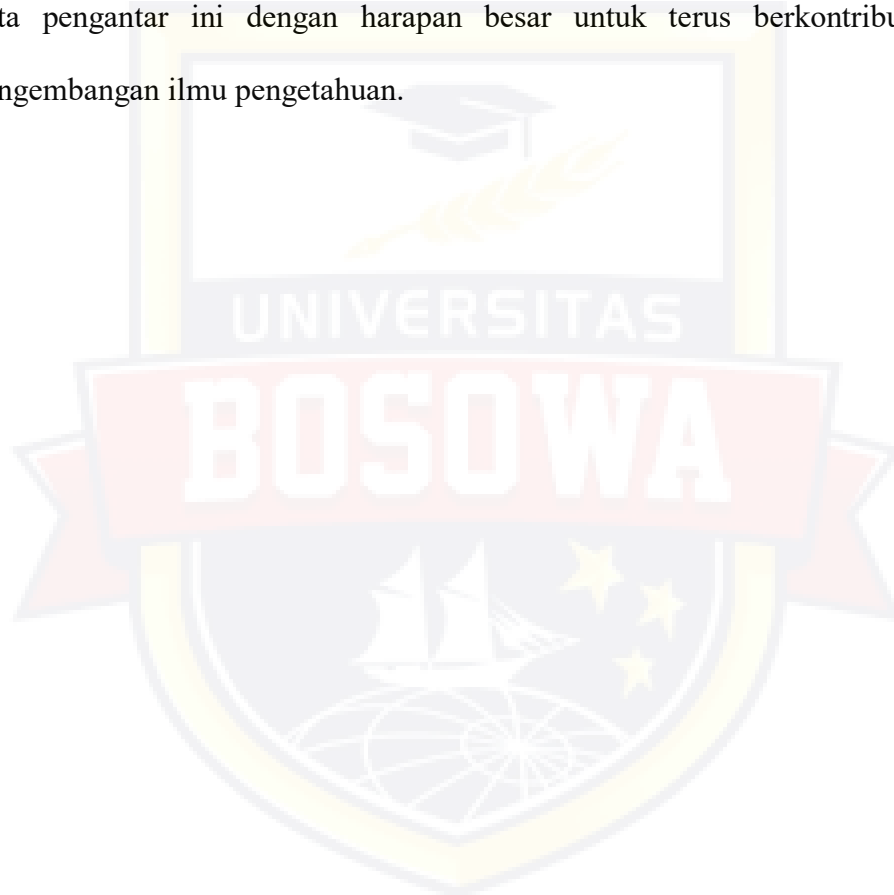 ta pengantar ini dengan harapan besar untuk terus berkontribu
ngembangan ilmu pengetahuan.
UNIVERSITAS
BOSOWA